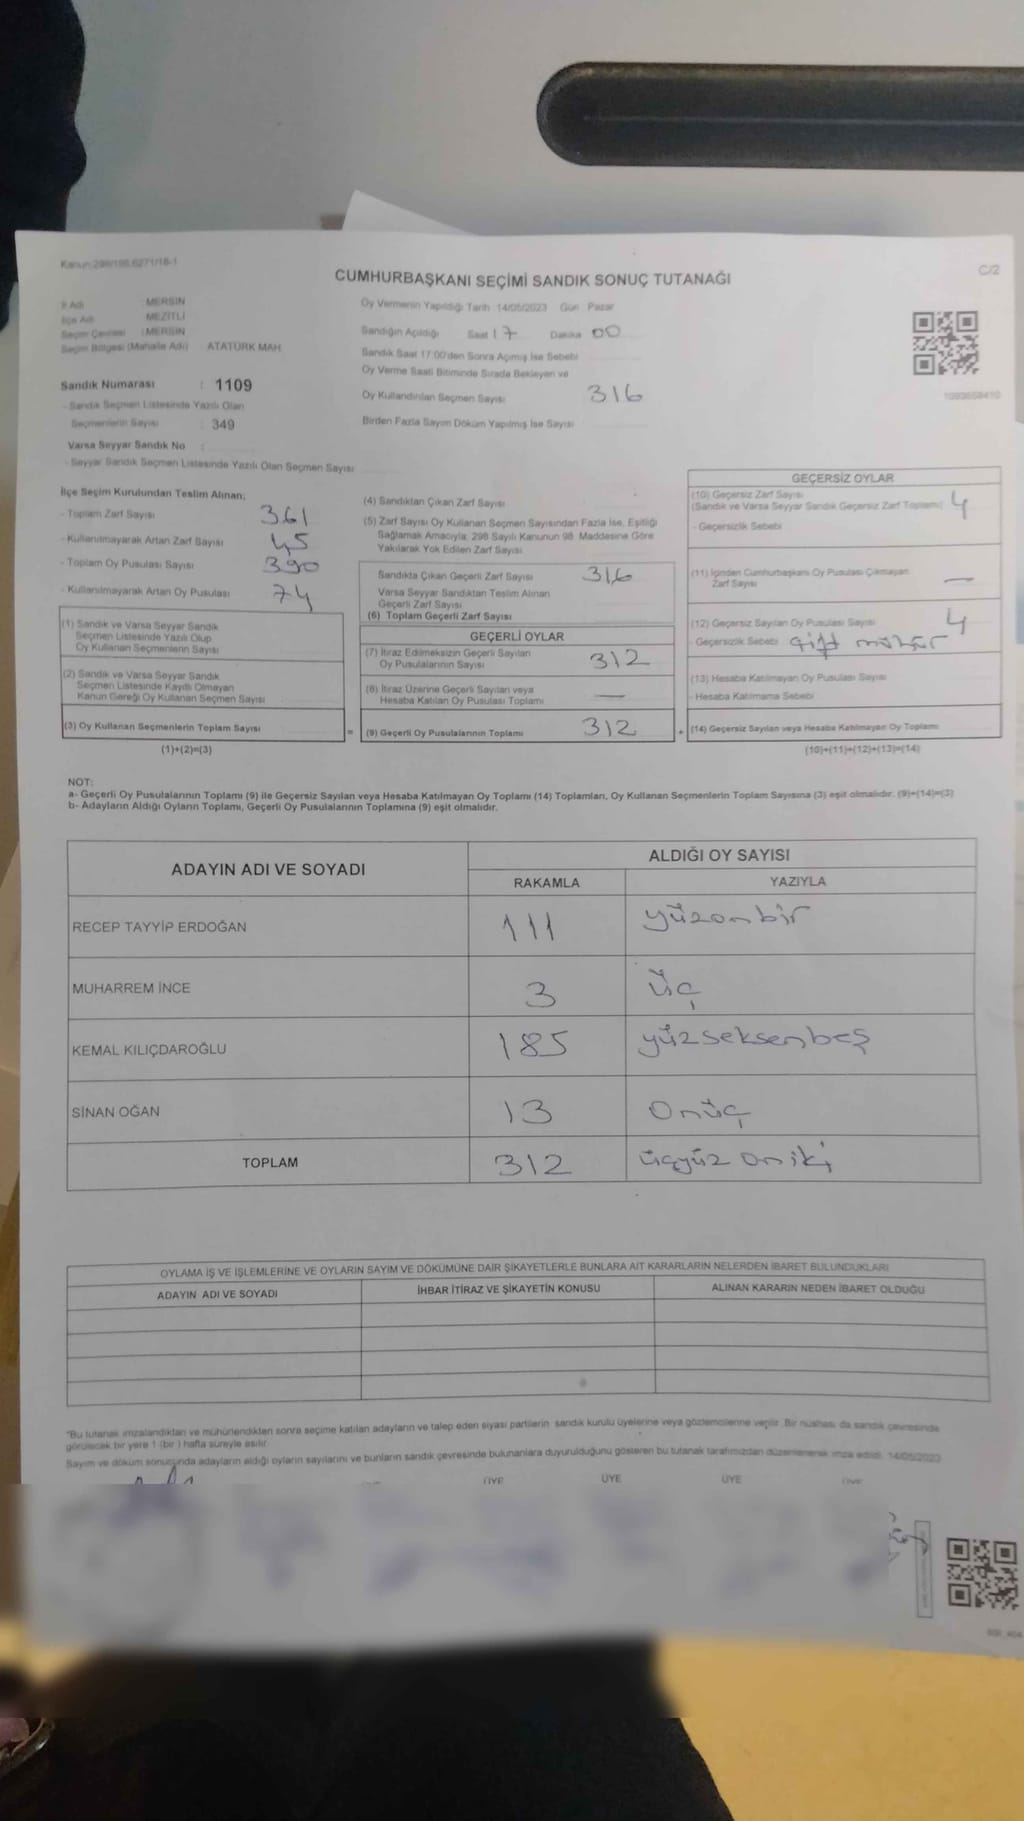 Kanun:298/106,6271/18-1
C/2
CUMHURBAŞKANI SEÇİMİ SANDIK SONUÇ TUTANAĞI
İl Adı : MERSİN
İlçe Adı : MEZİTLİ
Seçim Çevresi : MERSİN
Seçim Bölgesi (Mahalle Adı) ATATÜRK MAH
Sandık Numarası : 1109
- Sandık Seçmen Listesinde Yazılı Olan
Seçmenlerin Sayısı : 349
Varsa Seyyar Sandık No :
- Seyyar Sandık Seçmen Listesinde Yazılı Olan Seçmen Sayısı
Oy Vermenin Yapıldığı Tarih :14/05/2023 Gün : Pazar
Sandığın Açıldığı Saat 17 Dakika 00
Sandık Saat 17:00'den Sonra Açılmış İse Sebebi
Oy Verme Saati Bitiminde Sırada Bekleyen ve
Oy Kullandırılan Seçmen Sayısı 316
Birden Fazla Sayım Döküm Yapılmış İse Sayısı
İlçe Seçim Kurulundan Teslim Alınan;
- Toplam Zarf Sayısı 361
- Kullanılmayarak Artan Zarf Sayısı 45
- Toplam Oy Pusulası Sayısı 390
- Kullanılmayarak Artan Oy Pusulası 74
(1) Sandık ve Varsa Seyyar Sandık
Seçmen Listesinde Yazılı Olup
Oy Kullanan Seçmenlerin Sayısı
(2) Sandık ve Varsa Seyyar Sandık
Seçmen Listesinde Kayıtlı Olmayan
Kanun Gereği Oy Kullanan Seçmen Sayısı
(3) Oy Kullanan Seçmenlerin Toplam Sayısı =
(1)+(2)=(3)
(4) Sandıktan Çıkan Zarf Sayısı
(5) Zarf Sayısı Oy Kullanan Seçmen Sayısından Fazla İse, Eşitliği
Sağlamak Amacıyla, 298 Sayılı Kanunun 98. Maddesine Göre
Yakılarak Yok Edilen Zarf Sayısı
Sandıkta Çıkan Geçerli Zarf Sayısı 316
Varsa Seyyar Sandıktan Teslim Alınan
Geçerli Zarf Sayısı
(6) Toplam Geçerli Zarf Sayısı
GEÇERLİ OYLAR
(7) İtiraz Edilmeksizin Geçerli Sayılan
Oy Pusulalarının Sayısı 312
(8) İtiraz Üzerine Geçerli Sayılan veya
Hesaba Katılan Oy Pusulası Toplamı —
(9) Geçerli Oy Pusulalarının Toplamı 312 +
GEÇERSİZ OYLAR
(10) Geçersiz Zarf Sayısı
(Sandık ve Varsa Seyyar Sandık Geçersiz Zarf Toplamı) 4
- Geçersizlik Sebebi
(11) İçinden Cumhurbaşkanı Oy Pusulası Çıkmayan
Zarf Sayısı —
(12) Geçersiz Sayılan Oy Pusulası Sayısı 4
- Geçersizlik Sebebi Çift mühür
(13) Hesaba Katılmayan Oy Pusulası Sayısı
- Hesaba Katılmama Sebebi
(14) Geçersiz Sayılan veya Hesaba Katılmayan Oy Toplamı
(10)+(11)+(12)+(13)=(14)
NOT:
a- Geçerli Oy Pusulalarının Toplamı (9) ile Geçersiz Sayılan veya Hesaba Katılmayan Oy Toplamı (14) Toplamları, Oy Kullanan Seçmenlerin Toplam Sayısına (3) eşit olmalıdır. (9)+(14)=(3)
b- Adayların Aldığı Oyların Toplamı, Geçerli Oy Pusulalarının Toplamına (9) eşit olmalıdır.
ADAYIN ADI VE SOYADI ALDIĞI OY SAYISI
RAKAMLA YAZIYLA
RECEP TAYYİP ERDOĞAN 111 yüzonbir
MUHARREM İNCE 3 üç
KEMAL KILIÇDAROĞLU 185 yüzseksenbeş
SİNAN OĞAN 13 Onüç
TOPLAM 312 üçyüz oniki
OYLAMA İŞ VE İŞLEMLERİNE VE OYLARIN SAYIM VE DÖKÜMÜNE DAİR ŞİKAYETLERLE BUNLARA AİT KARARLARIN NELERDEN İBARET BULUNDUKLARI
ADAYIN ADI VE SOYADI İHBAR İTİRAZ VE ŞİKAYETİN KONUSU ALINAN KARARIN NEDEN İBARET OLDUĞU
*Bu tutanak imzalandıktan ve mühürlendikten sonra seçime katılan adayların ve talep eden siyasi partilerin sandık kurulu üyelerine veya gözlemcilerine verilir. Bir nüshası da sandık çevresinde
görülecek bir yere 1 (bir ) hafta süreyle asılır.
Sayım ve döküm sonucunda adayların aldığı oyların sayılarını ve bunların sandık çevresinde bulunanlara duyurulduğunu gösteren bu tutanak tarafımızdan düzenlenerek imza edildi. 14/05/2023
ÜYE ÜYE ÜYE